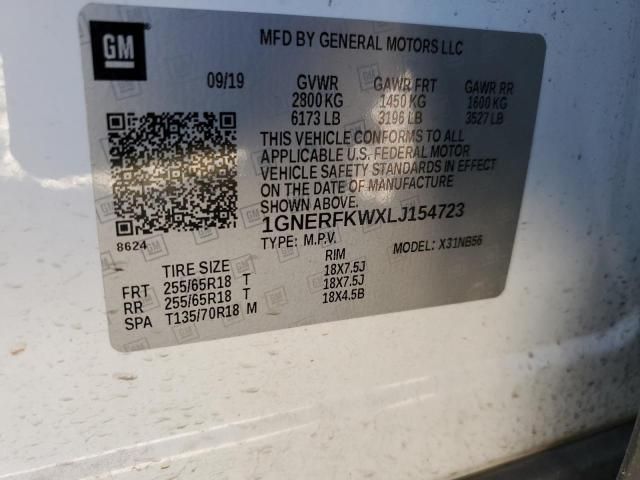 GM
MFD BY GENERAL MOTORS LLC
09/19 GVWR GAWR FRT GAWR RR
2800 KG 1450 KG 1600 KG
6173 LB 3196 LB 3527 LB
THIS VEHICLE CONFORMS TO ALL
APPLICABLE U.S. FEDERAL MOTOR
VEHICLE SAFETY STANDARDS IN EFFECT
ON THE DATE OF MANUFACTURE
SHOWN ABOVE.
1GNERFKWXLJ154723
8624 TYPE: M.P.V. MODEL: X31NB56
TIRE SIZE RIM
FRT 255/65R18 T 18X7.5J
RR 255/65R18 T 18X7.5J
SPA T135/70R18 M 18X4.5B